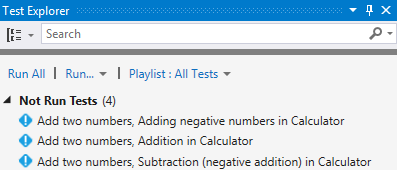 Test Explorer
Search
Run All | Run... | Playlist : All Tests
Not Run Tests (4)
Add two numbers, Adding negative numbers in Calculator
Add two numbers, Addition in Calculator
Add two numbers, Subtraction (negative addition) in Calculator